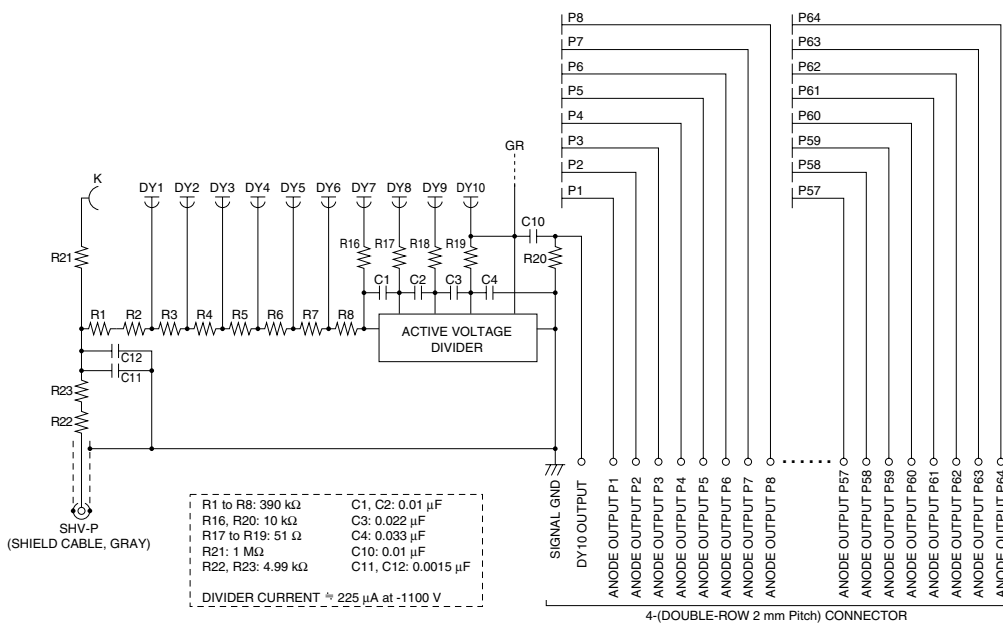 P8
P7
P6
P5
P4
P3
P2
P1
P64
P63
P62
P61
P60
P59
P58
P57
GR
K
DY1 DY2 DY3 DY4 DY5 DY6 DY7 DY8 DY9 DY10
C10
R21
R16 R17 R18 R19
R20
C1 C2 C3 C4
R1 R2 R3 R4 R5 R6 R7 R8
ACTIVE VOLTAGE
DIVIDER
C12
C11
R23
R22
SHV-P
(SHIELD CABLE, GRAY)
R1 to R8: 390 kΩ C1, C2: 0.01 µF
R16, R20: 10 kΩ C3: 0.022 µF
R17 to R19: 51 Ω C4: 0.033 µF
R21: 1 MΩ C10: 0.01 µF
R22, R23: 4.99 kΩ C11, C12: 0.0015 µF
DIVIDER CURRENT ≒ 225 µA at -1100 V
SIGNAL GND
DY10 OUTPUT
ANODE OUTPUT P1
ANODE OUTPUT P2
ANODE OUTPUT P3
ANODE OUTPUT P4
ANODE OUTPUT P5
ANODE OUTPUT P6
ANODE OUTPUT P7
ANODE OUTPUT P8
ANODE OUTPUT P57
ANODE OUTPUT P58
ANODE OUTPUT P59
ANODE OUTPUT P60
ANODE OUTPUT P61
ANODE OUTPUT P62
ANODE OUTPUT P63
ANODE OUTPUT P64
4-(DOUBLE-ROW 2 mm Pitch) CONNECTOR